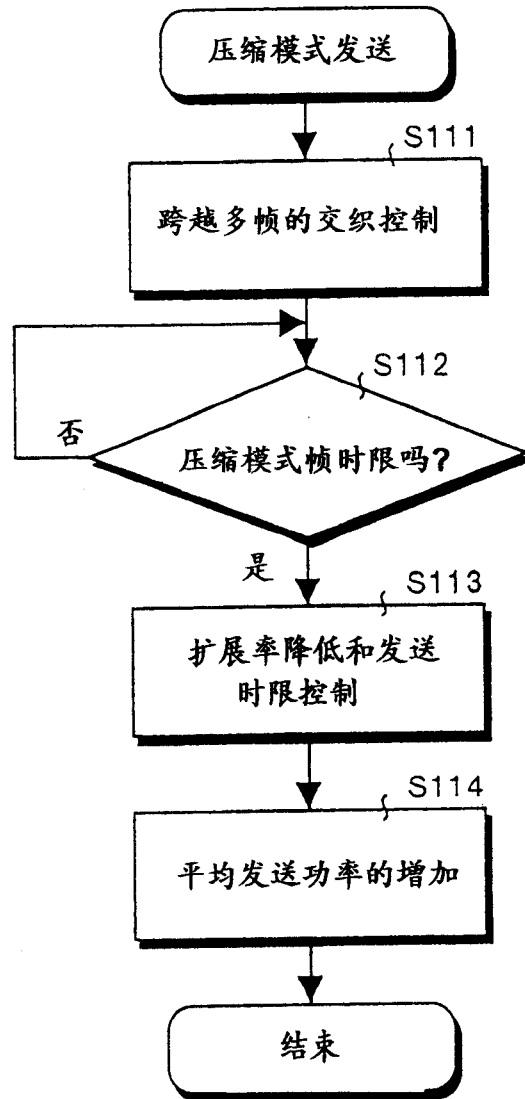 压缩模式发送
S111
跨越多帧的交织控制
S112
压缩模式帧时限吗?
否
是
S113
扩展率降低和发送
时限控制
S114
平均发送功率的增加
结束